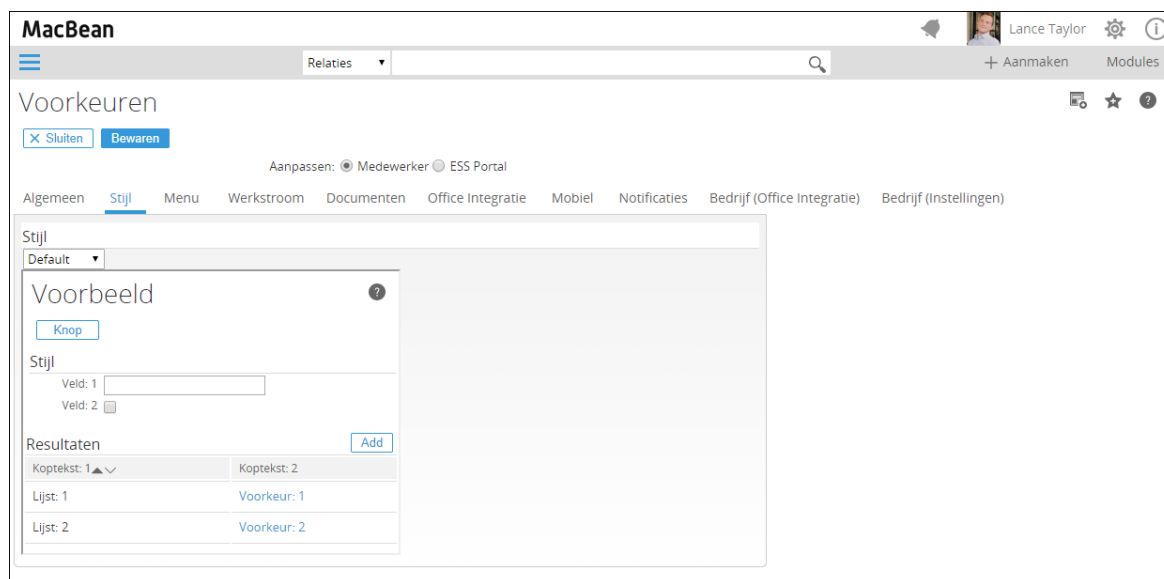 MacBean
Lance Taylor
Relaties
+ Aanmaken
Modules
Voorkeuren
Sluiten
Bewaren
Aanpassen: Medewerker ESS Portal
Algemeen Stijl Menu Werkstroom Documenten Office Integratie Mobiel Notificaties Bedrijf (Office Integratie) Bedrijf (Instellingen)
Stijl
Default
Voorbeeld
Knop
Stijl
Veld: 1
Veld: 2
Resultaten
Add
Koptekst: 1 Koptekst: 2
Lijst: 1 Voorkeur: 1
Lijst: 2 Voorkeur: 2